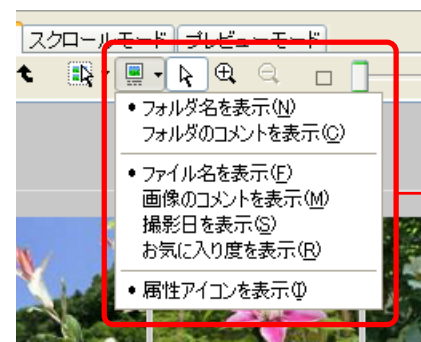 スクロールモード プレビューモード
フォルダ名を表示(N)
フォルダのコメントを表示(C)
ファイル名を表示(F)
画像のコメントを表示(M)
撮影日を表示(S)
お気に入り度を表示(R)
属性アイコンを表示(I)